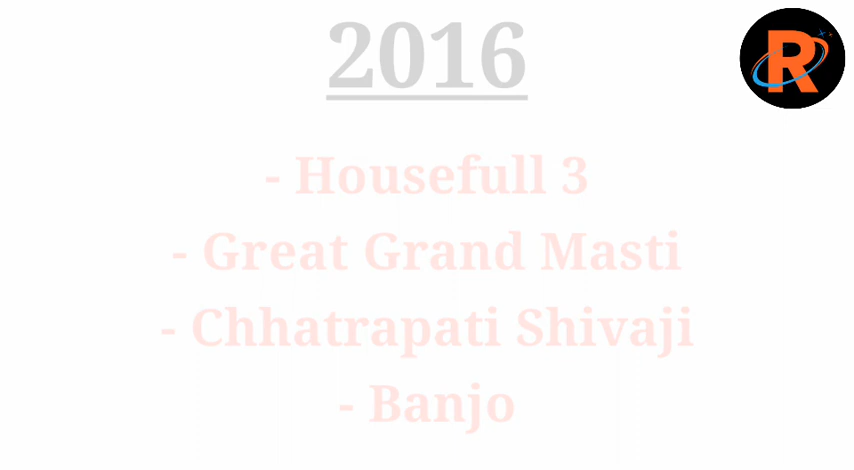 2016
R
- Housefull 3
- Great Grand Masti
- Chhatrapati Shivaji
- Banjo